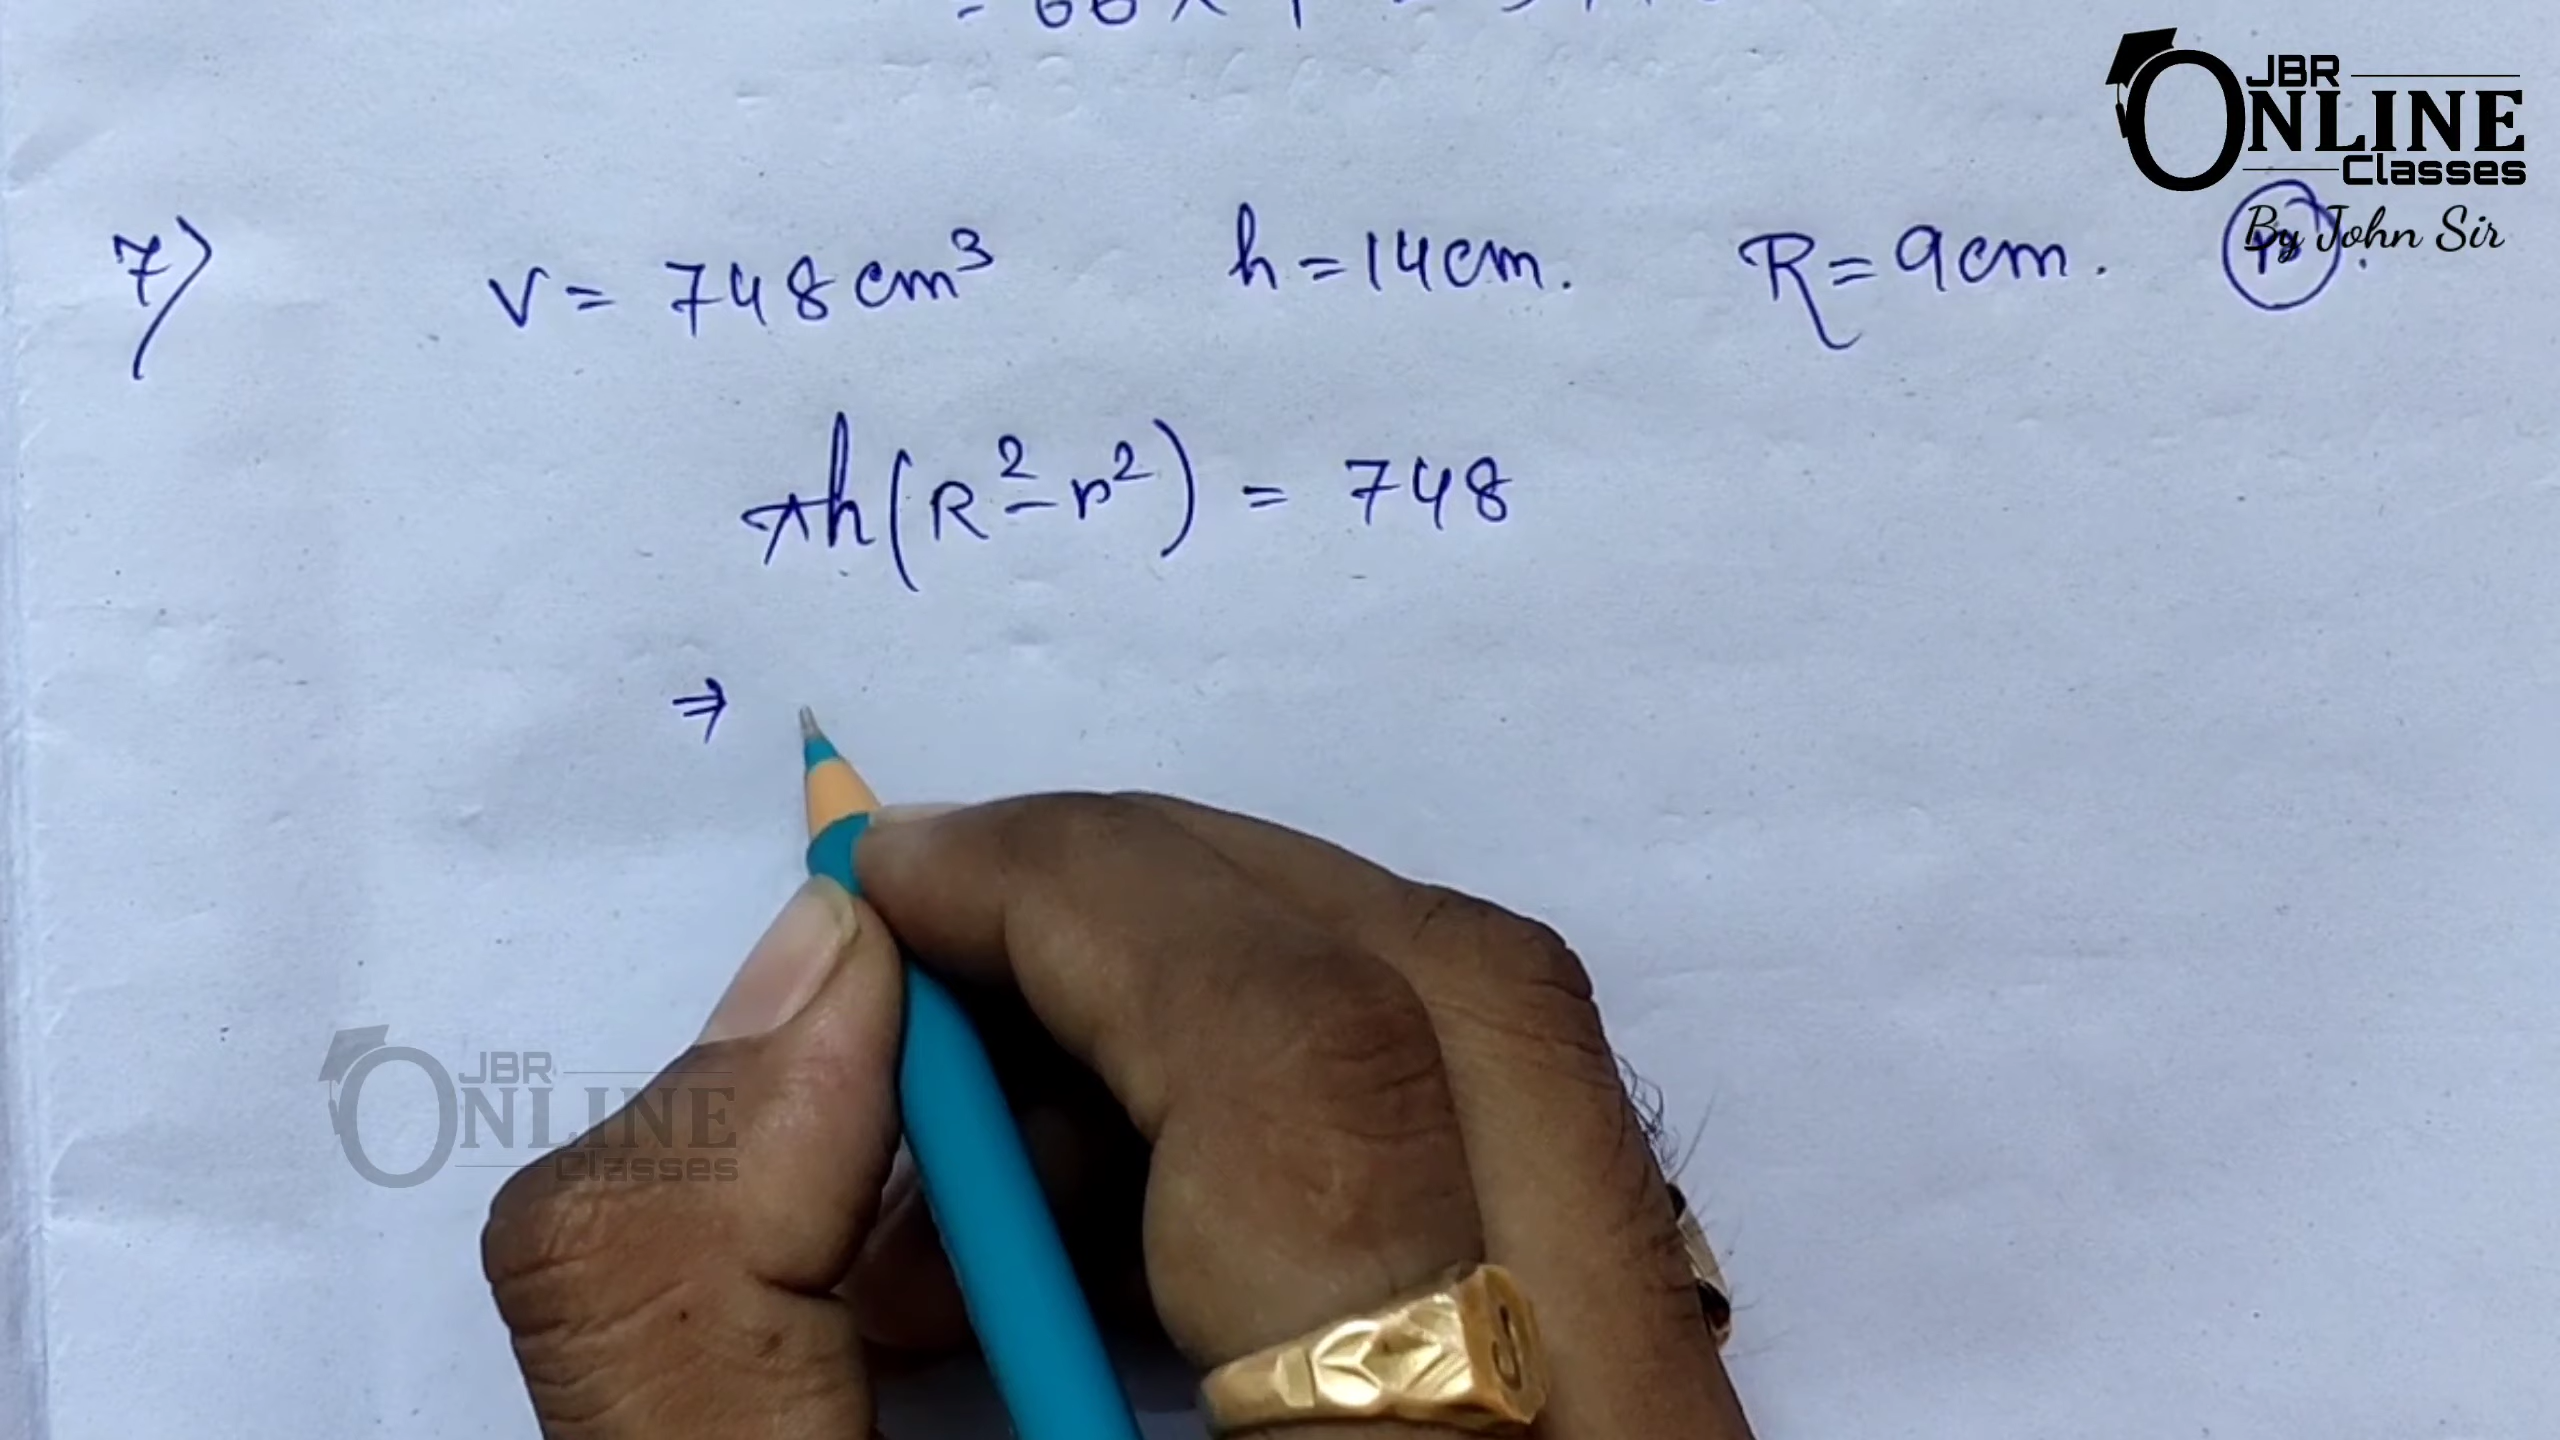 JBR
ONLINE
Classes
By John Sir
7) V = 748 cm³ h = 14 cm. R = 9 cm.
πh(R² - r²) = 748
⇒
JBR
ONLINE
Classes